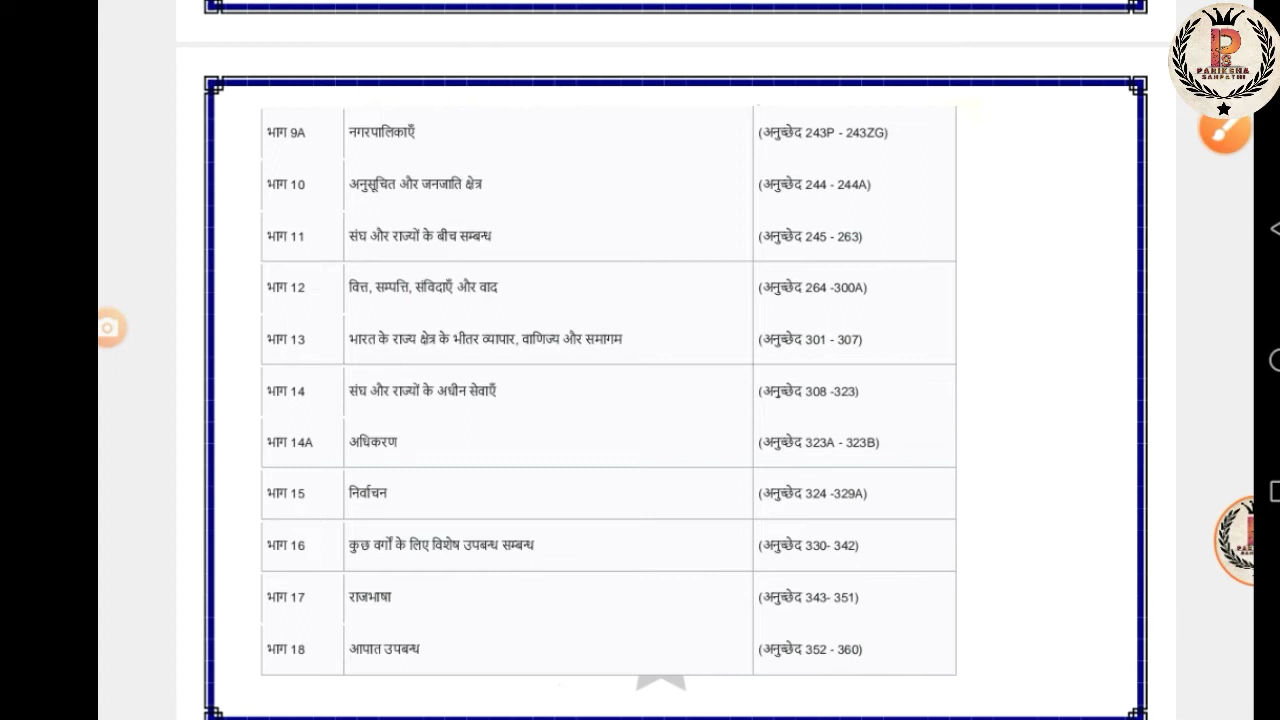 PARIKSHA
SANPATHI
भाग 9A नगरपालिकाएँ (अनुच्छेद 243P - 243ZG)
भाग 10 अनुसूचित और जनजाति क्षेत्र (अनुच्छेद 244 - 244A)
भाग 11 संघ और राज्यों के बीच सम्बन्ध (अनुच्छेद 245 - 263)
भाग 12 वित्त, सम्पत्ति, संविदाएँ और वाद (अनुच्छेद 264 -300A)
भाग 13 भारत के राज्य क्षेत्र के भीतर व्यापार, वाणिज्य और समागम (अनुच्छेद 301 - 307)
भाग 14 संघ और राज्यों के अधीन सेवाएँ (अनुच्छेद 308 -323)
भाग 14A अधिकरण (अनुच्छेद 323A - 323B)
भाग 15 निर्वाचन (अनुच्छेद 324 -329A)
भाग 16 कुछ वर्गों के लिए विशेष उपबन्ध सम्बन्ध (अनुच्छेद 330- 342)
भाग 17 राजभाषा (अनुच्छेद 343- 351)
भाग 18 आपात उपबन्ध (अनुच्छेद 352 - 360)